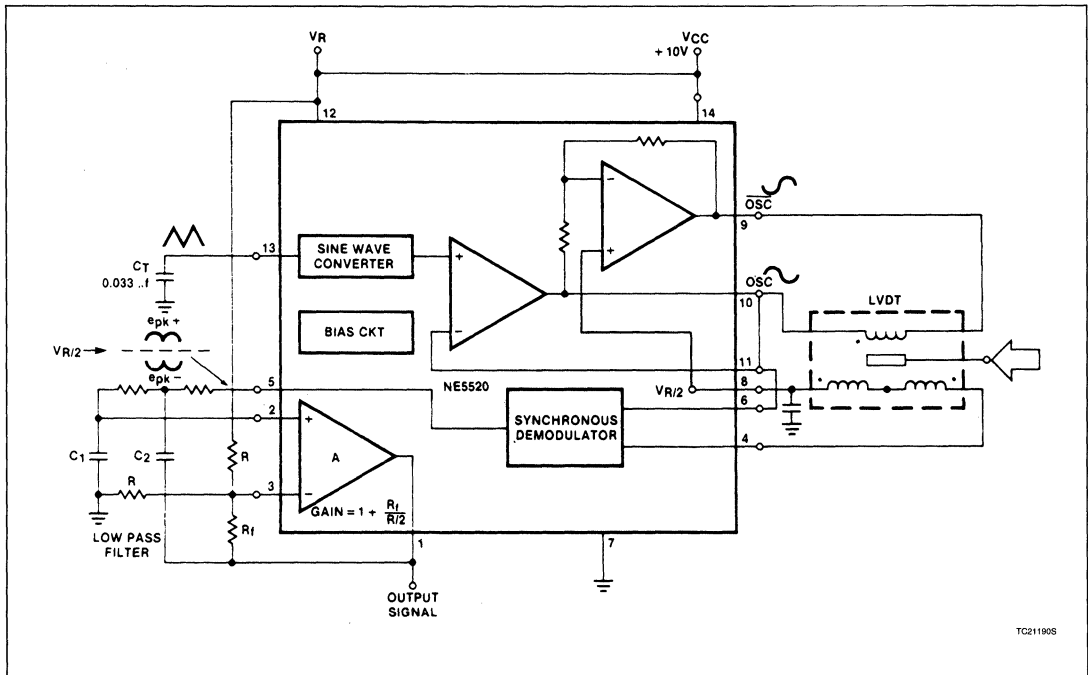 VR
VCC
+ 10V
12
14
OSC
9
13
SINE WAVE
CONVERTER
+
-
-
+
CT
0.033 ..f
OSC
10
LVDT
epk +
BIAS CKT
VR/2
epk -
11
5
NE5520
VR/2
8
6
2
+
SYNCHRONOUS
DEMODULATOR
4
C1
C2
R
A
R
3
-
GAIN = 1 + Rf
R/2
LOW PASS
FILTER
Rf
1
7
OUTPUT
SIGNAL
TC21190S